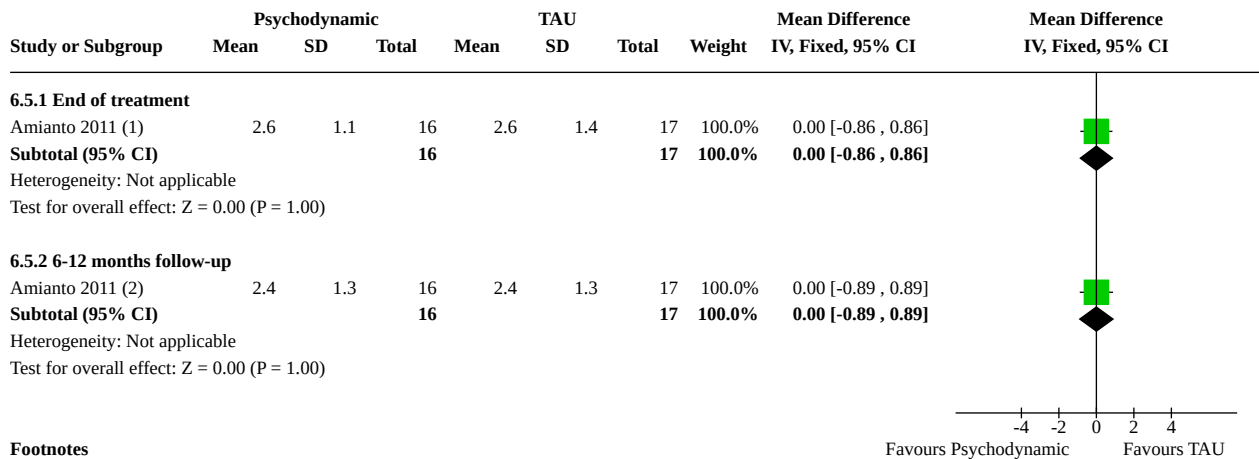 Psychodynamic TAU Mean Difference Mean Difference
Study or Subgroup Mean SD Total Mean SD Total Weight IV, Fixed, 95% CI IV, Fixed, 95% CI
6.5.1 End of treatment
Amianto 2011 (1) 2.6 1.1 16 2.6 1.4 17 100.0% 0.00 [-0.86 , 0.86]
Subtotal (95% CI) 16 17 100.0% 0.00 [-0.86 , 0.86]
Heterogeneity: Not applicable
Test for overall effect: Z = 0.00 (P = 1.00)
6.5.2 6-12 months follow-up
Amianto 2011 (2) 2.4 1.3 16 2.4 1.3 17 100.0% 0.00 [-0.89 , 0.89]
Subtotal (95% CI) 16 17 100.0% 0.00 [-0.89 , 0.89]
Heterogeneity: Not applicable
Test for overall effect: Z = 0.00 (P = 1.00)
-4 -2 0 2 4
Footnotes Favours Psychodynamic Favours TAU